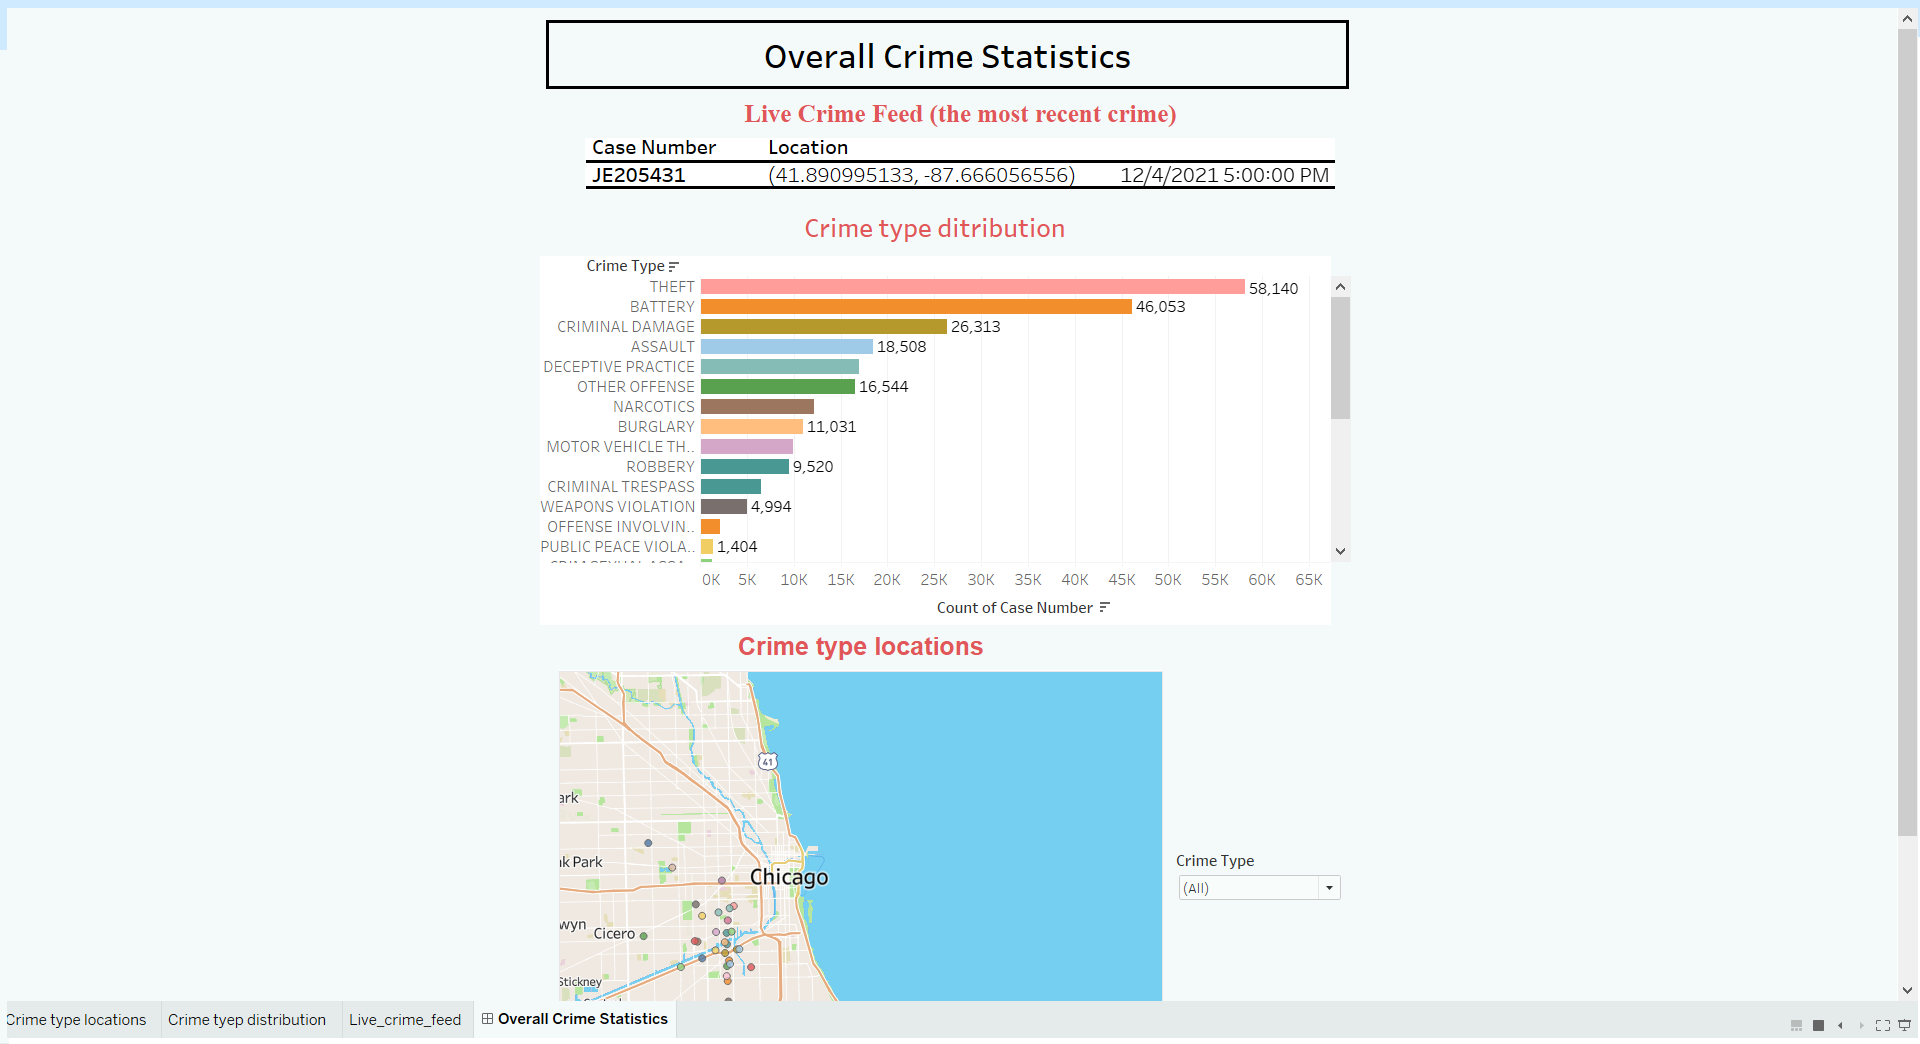 Overall Crime Statistics
Live Crime Feed (the most recent crime)
Case Number Location
JE205431 (41.890995133, -87.666056556) 12/4/2021 5:00:00 PM
Crime type ditribution
Crime Type
THEFT 58,140
BATTERY 46,053
CRIMINAL DAMAGE 26,313
ASSAULT 18,508
DECEPTIVE PRACTICE
OTHER OFFENSE 16,544
NARCOTICS
BURGLARY 11,031
MOTOR VEHICLE TH..
ROBBERY 9,520
CRIMINAL TRESPASS
WEAPONS VIOLATION 4,994
OFFENSE INVOLVIN..
PUBLIC PEACE VIOLA.. 1,404
0K 5K 10K 15K 20K 25K 30K 35K 40K 45K 50K 55K 60K 65K
Count of Case Number
Crime type locations
41
ark
k Park
Chicago
Crime Type
(All)
wyn
Cicero
Stickney
Crime type locations Crime tyep distribution Live_crime_feed Overall Crime Statistics